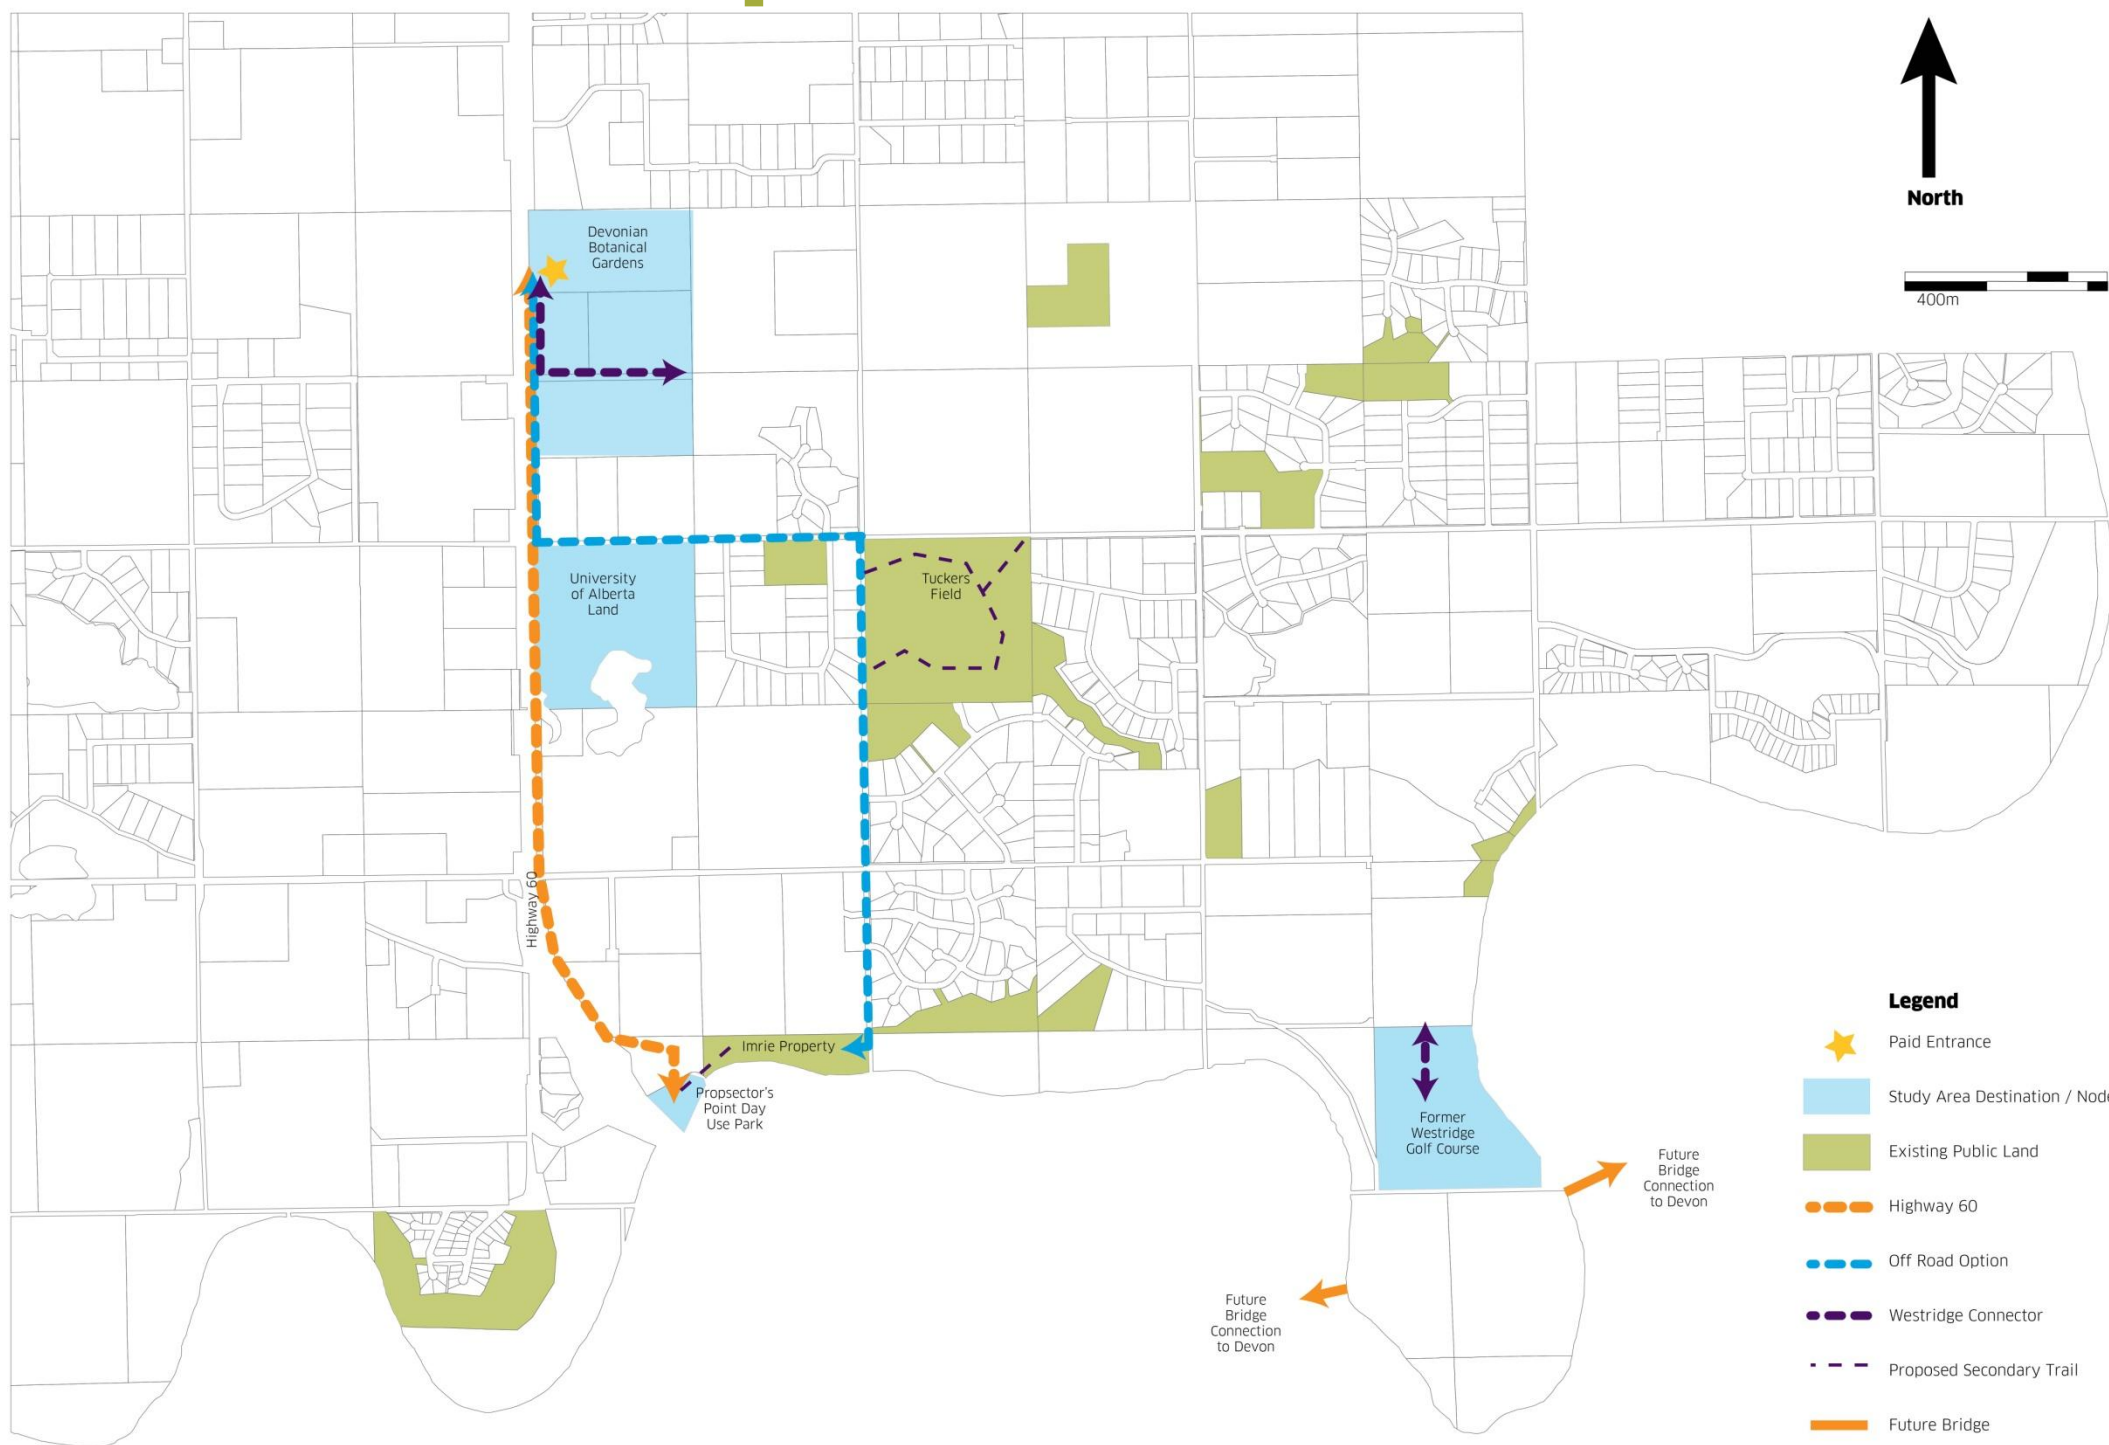 North
400m
Devonian
Botanical
Gardens
University
of Alberta
Land
Tuckers
Field
Highway 60
Imrie Property
Propsector's
Point Day
Use Park
Former
Westridge
Golf Course
Future
Bridge
Connection
to Devon
Future
Bridge
Connection
to Devon
Legend
Paid Entrance
Study Area Destination / Node
Existing Public Land
Highway 60
Off Road Option
Westridge Connector
Proposed Secondary Trail
Future Bridge